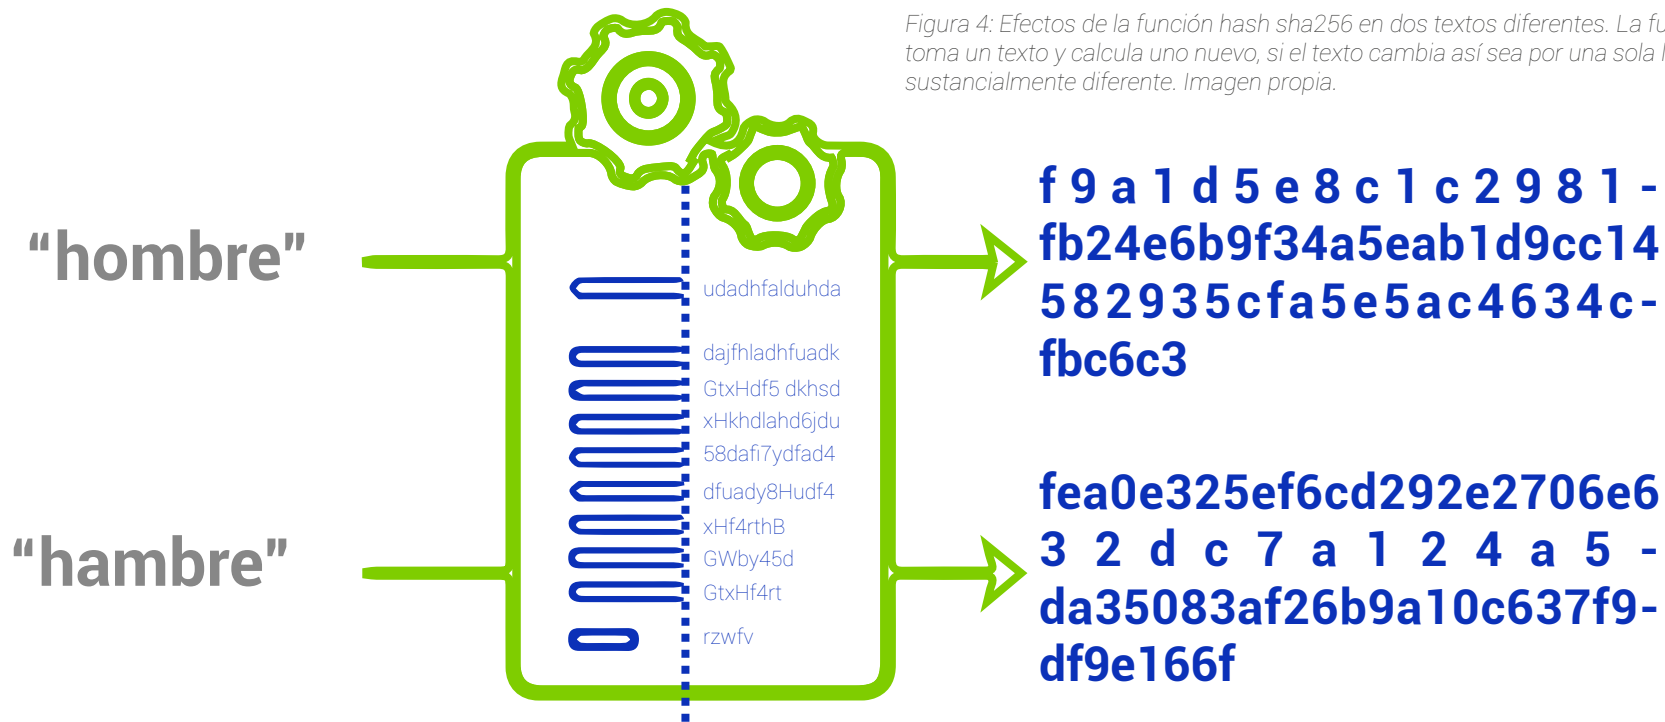 Figura 4: Efectos de la función hash sha256 en dos textos diferentes. La fu
toma un texto y calcula uno nuevo, si el texto cambia así sea por una sola l
sustancialmente diferente. Imagen propia.
“hombre”
f9a1d5e8c1c2981-
fb24e6b9f34a5eab1d9cc14
582935cfa5e5ac4634c-
fbc6c3
udadhfalduhda
dajfhladhfuadk
GtxHdf5 dkhsd
xHkhdlahd6jdu
58dafi7ydfad4
dfuady8Hudf4
xHf4rthB
GWby45d
GtxHf4rt
rzwfv
“hambre”
fea0e325ef6cd292e2706e6
32dc7a124a5-
da35083af26b9a10c637f9-
df9e166f